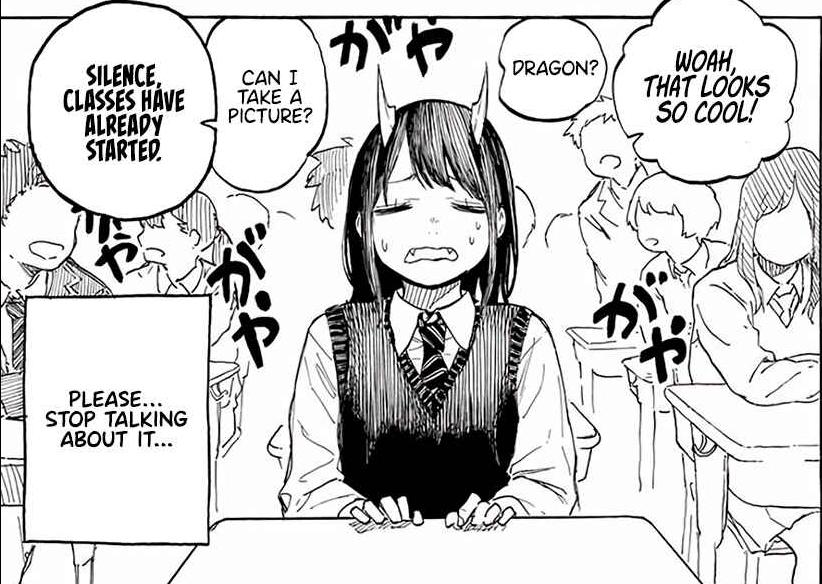 WOAH,
THAT LOOKS
SO COOL!
DRAGON?
がや
CAN I
TAKE A
PICTURE?
SILENCE,
CLASSES HAVE
ALREADY
STARTED.
がや
がや
がや
PLEASE...
STOP TALKING
ABOUT IT...